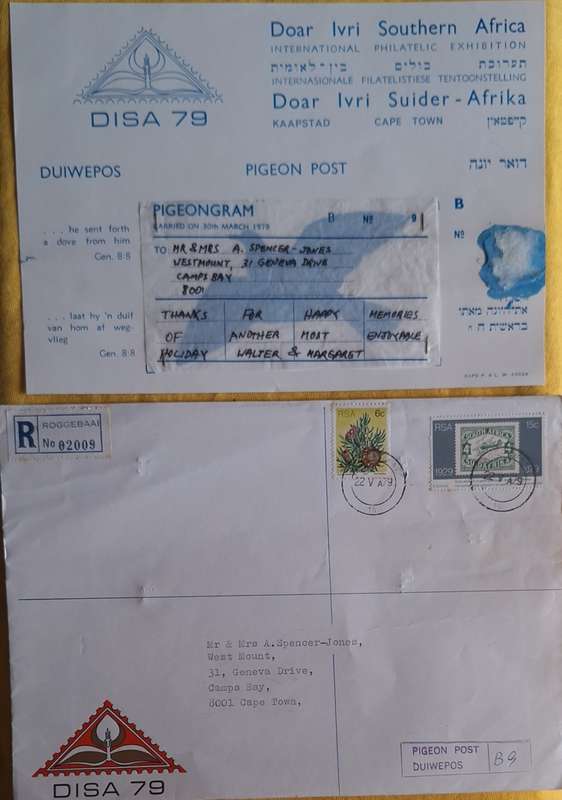 DISA 79
Doar Ivri Southern Africa
INTERNATIONAL PHILATELIC EXHIBITION
תערוכת בולים בין-לאומית
INTERNASIONALE FILATELISTIESE TENTOONSTELLING
Doar Ivri Suider-Afrika
KAAPSTAD CAPE TOWN קייפטאון
DUIWEPOS PIGEON POST דואר יונה
. . . he sent forth
a dove from him
Gen. 8:8
. . . laat hy 'n duif
van hom af weg-
vlieg
Gen. 8:8
PIGEONGRAM B No 9
CARRIED ON 30th MARCH 1979
TO MR & MRS A. SPENCER-JONES
WESTMOUNT, 31 GENEVA DRIVE
CAMPS BAY
8001
THANKS FOR HAPPY MEMORIES
OF ANOTHER MOST ENJOYABLE
HOLIDAY WALTER & MARGARET
B
No
בראשית ח
R ROGGEBAAI
No 02009
RSA 6c
22 V A79
RSA 15c
SOUTH AFRICA
1929
Mr & Mrs A.Spencer-Jones,
West Mount,
31, Geneva Drive,
Camps Bay,
8001 Cape Town,
DISA 79
PIGEON POST
DUIWEPOS
B9